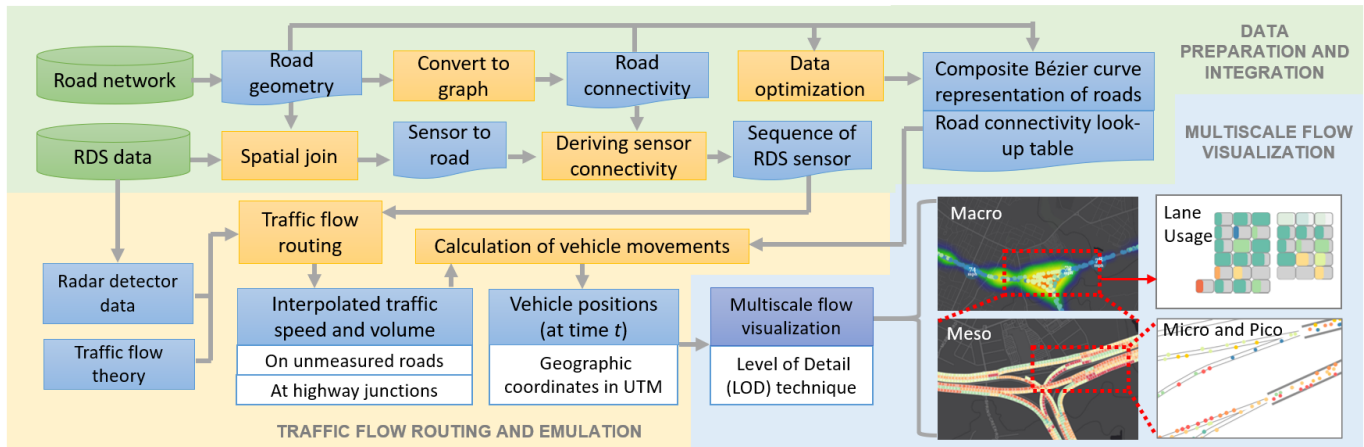 DATA
PREPARATION AND
INTEGRATION
Road network
Road
geometry
Convert to
graph
Road
connectivity
Data
optimization
Composite Bézier curve
representation of roads
Road connectivity look-
up table
RDS data
Spatial join
Sensor to
road
Deriving sensor
connectivity
Sequence of
RDS sensor
MULTISCALE FLOW
VISUALIZATION
Traffic flow
routing
Calculation of vehicle movements
Radar detector
data
Traffic flow
theory
Interpolated traffic
speed and volume
On unmeasured roads
At highway junctions
Vehicle positions
(at time t)
Geographic
coordinates in UTM
Multiscale flow
visualization
Level of Detail
(LOD) technique
Macro
Lane
Usage
Meso
Micro and Pico
TRAFFIC FLOW ROUTING AND EMULATION